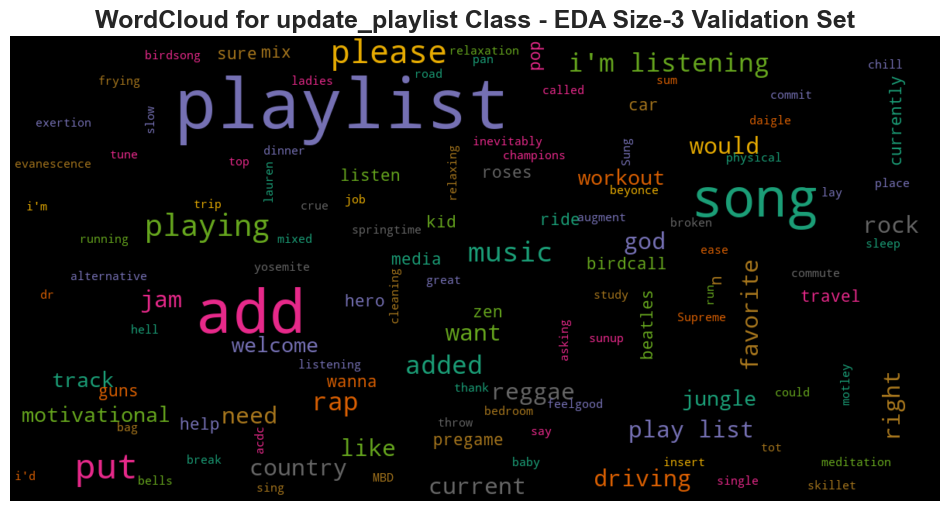 WordCloud for update_playlist Class - EDA Size-3 Validation Set
birdsong sure mix please relaxation pop i'm listening chill
frying ladies road pan called sum car commit currently
playlist
exertion slow inevitably daigle
tune top dinner champions Sung would physical
evanescence lauren listen relaxing roses workout beyonce song lay place
i'm trip crue job kid ride augment broken rock
playing springtime god sleep
running mixed media music birdcall ease
alternative yosemite great commute
dr jam add hero cleaning zen study beatles run n favorite travel
hell welcome want asking sunup Supreme
listening added
track guns wanna thank reggae feelgood jungle could motley right
motivational help need rap bedroom
bag acdc like pregame throw say play list tot
put break country baby insert meditation
i'd bells sing MBD current driving single skillet